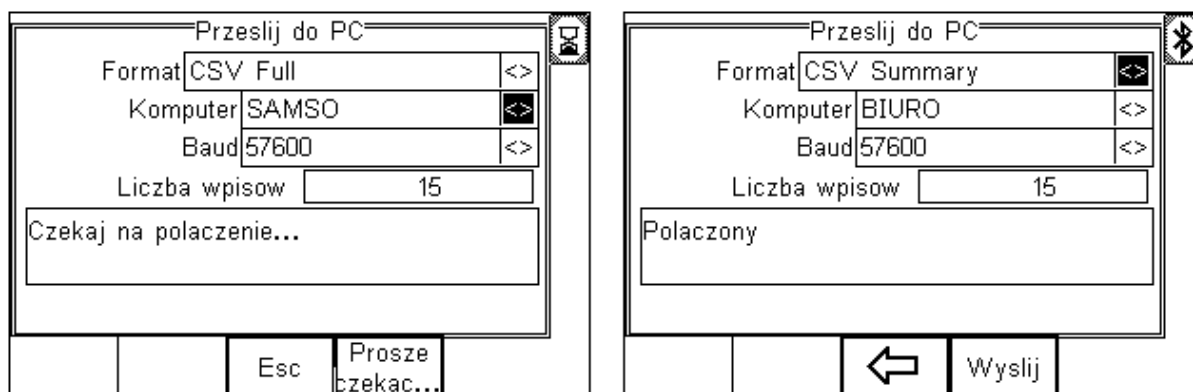 Przeslij do PC
Format CSV Full <>
Komputer SAMSO <>
Baud 57600 <>
Liczba wpisow 15
Czekaj na polaczenie...
Esc
Prosze
czekac...
Przeslij do PC
Format CSV Summary <>
Komputer BIURO <>
Baud 57600 <>
Liczba wpisow 15
Polaczony
Wyslij